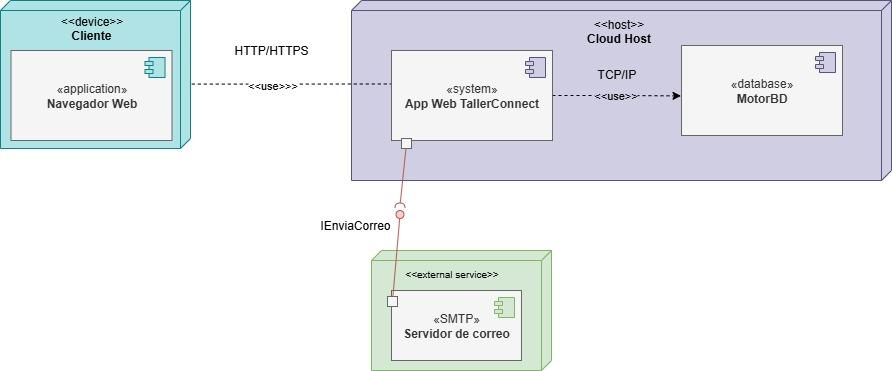 <<device>>
Cliente
«application»
Navegador Web
HTTP/HTTPS
<<use>>>
<<host>>
Cloud Host
«system»
App Web TallerConnect
TCP/IP
<<use>>
«database»
MotorBD
IEnviaCorreo
<<external service>>
«SMTP»
Servidor de correo